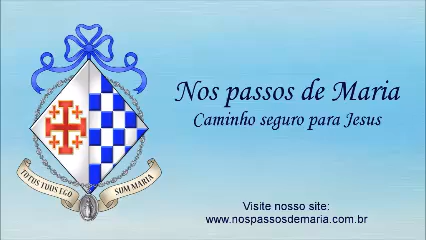 Nos passos de Maria
Caminho seguro para Jesus
TOTUS TUUS EGO
SUM MARIA
Visite nosso site:
www.nospassosdemaria.com.br